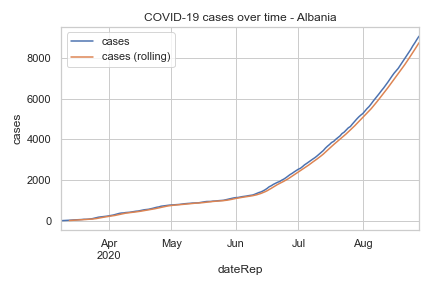 COVID-19 cases over time - Albania
cases
cases (rolling)
cases
8000
6000
4000
2000
0
Apr
2020
May
Jun
Jul
Aug
dateRep